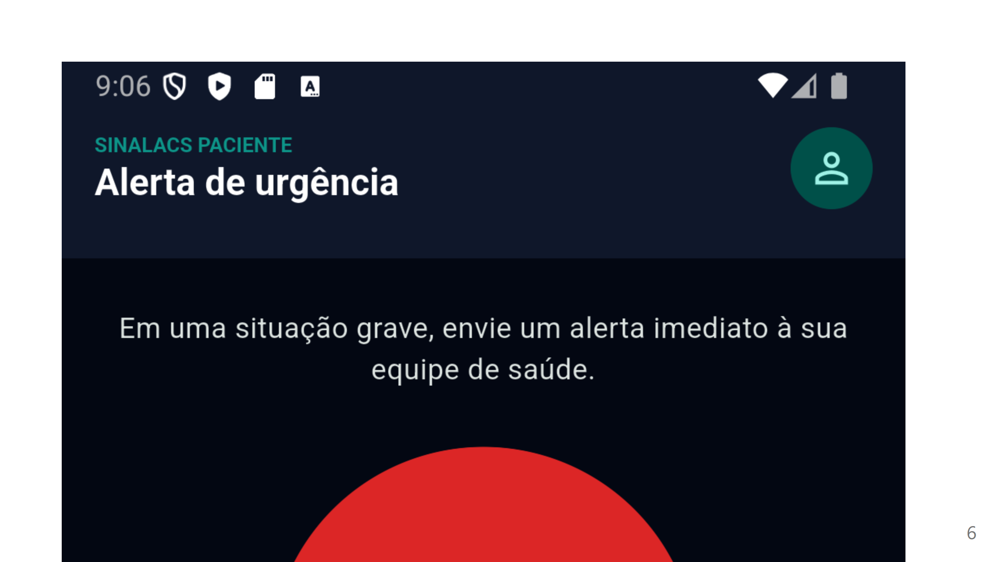 9:06
SINALACS PACIENTE
Alerta de urgência
Em uma situação grave, envie um alerta imediato à sua
equipe de saúde.
6